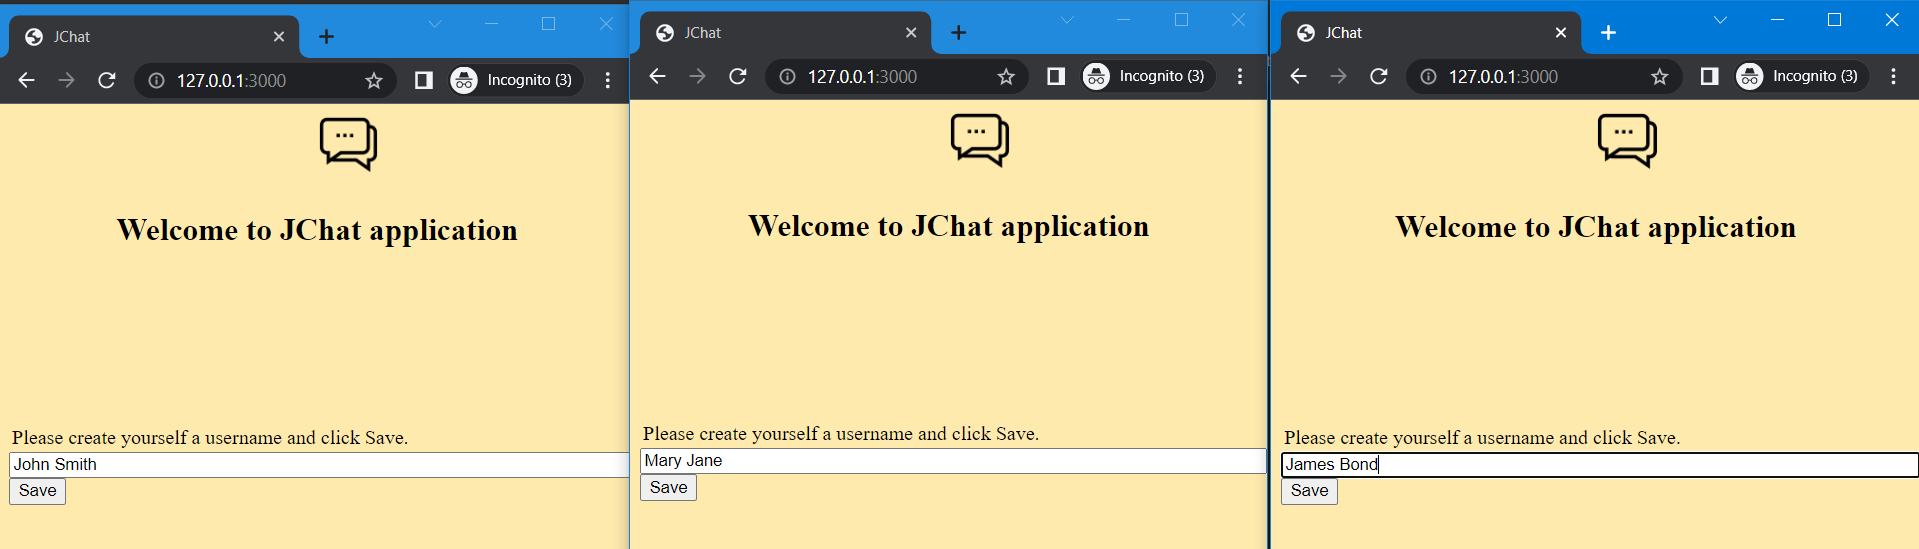 JChat
127.0.0.1:3000
Incognito (3)
Welcome to JChat application
Please create yourself a username and click Save.
John Smith
Save
JChat
127.0.0.1:3000
Incognito (3)
Welcome to JChat application
Please create yourself a username and click Save.
Mary Jane
Save
JChat
127.0.0.1:3000
Incognito (3)
Welcome to JChat application
Please create yourself a username and click Save.
James Bond
Save